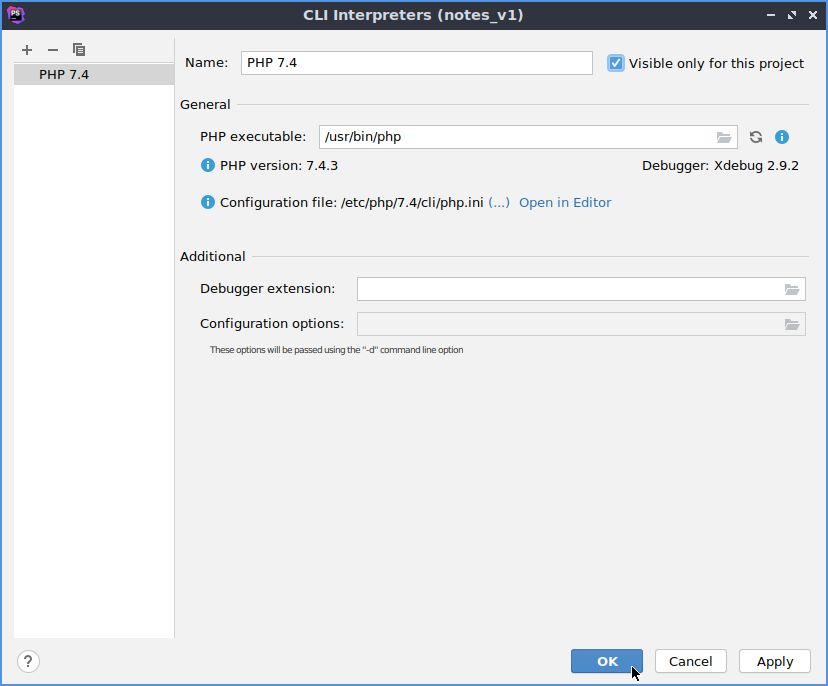 CLI Interpreters (notes_v1)
PHP 7.4
Name: PHP 7.4 Visible only for this project
General
PHP executable: /usr/bin/php
PHP version: 7.4.3 Debugger: Xdebug 2.9.2
Configuration file: /etc/php/7.4/cli/php.ini (...) Open in Editor
Additional
Debugger extension:
Configuration options:
These options will be passed using the "-d" command line option
? OK Cancel Apply